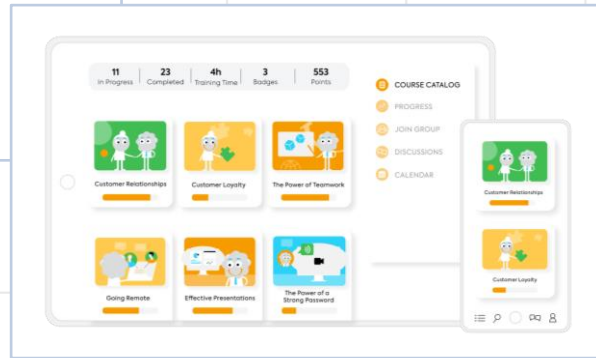 11 23 4h 3 553
In Progress Completed Training Time Badges Points
COURSE CATALOG
PROGRESS
JOIN GROUP
DISCUSSIONS
CALENDAR
Customer Relationships Customer Loyalty The Power of Teamwork
Going Remote Effective Presentations The Power of a
Strong Password
Customer Relationships
Customer Loyalty